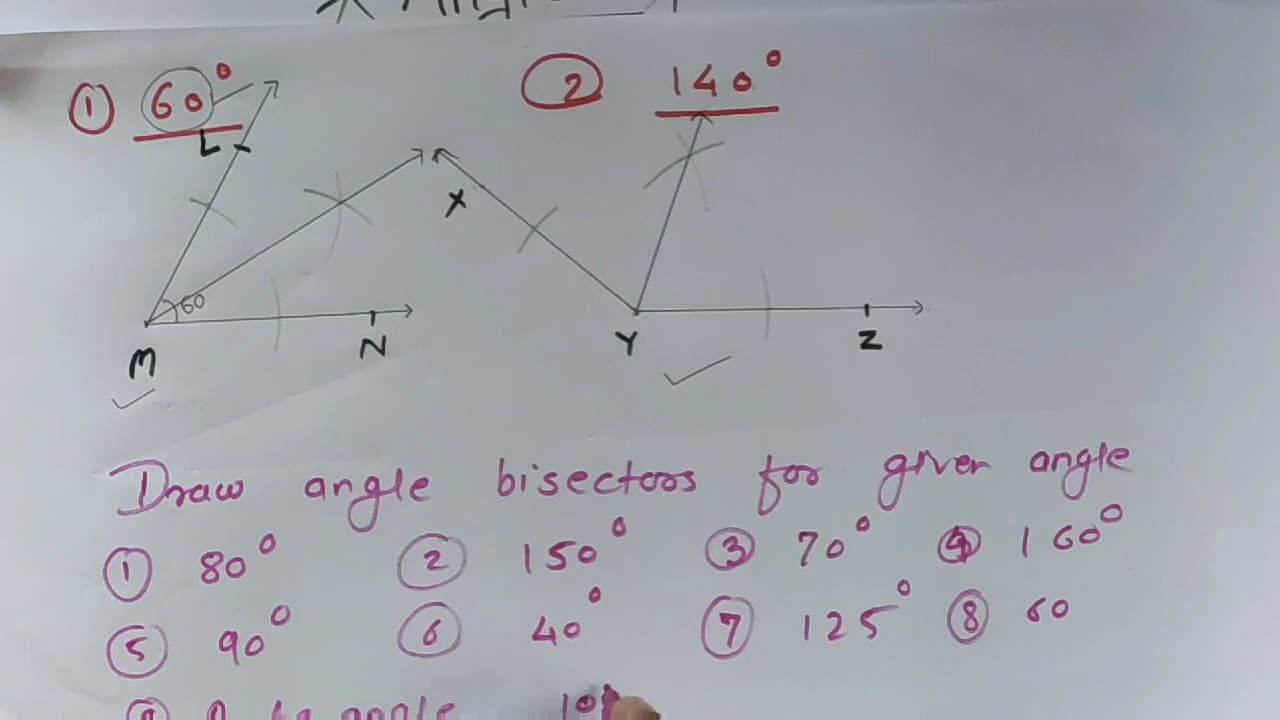 ① 60° ② 140°
L
X
60
M N Y Z
Draw angle bisectors for given angle
① 80° ② 150° ③ 70° ④ 160°
⑤ 90° ⑥ 40° ⑦ 125° ⑧ 60
angle